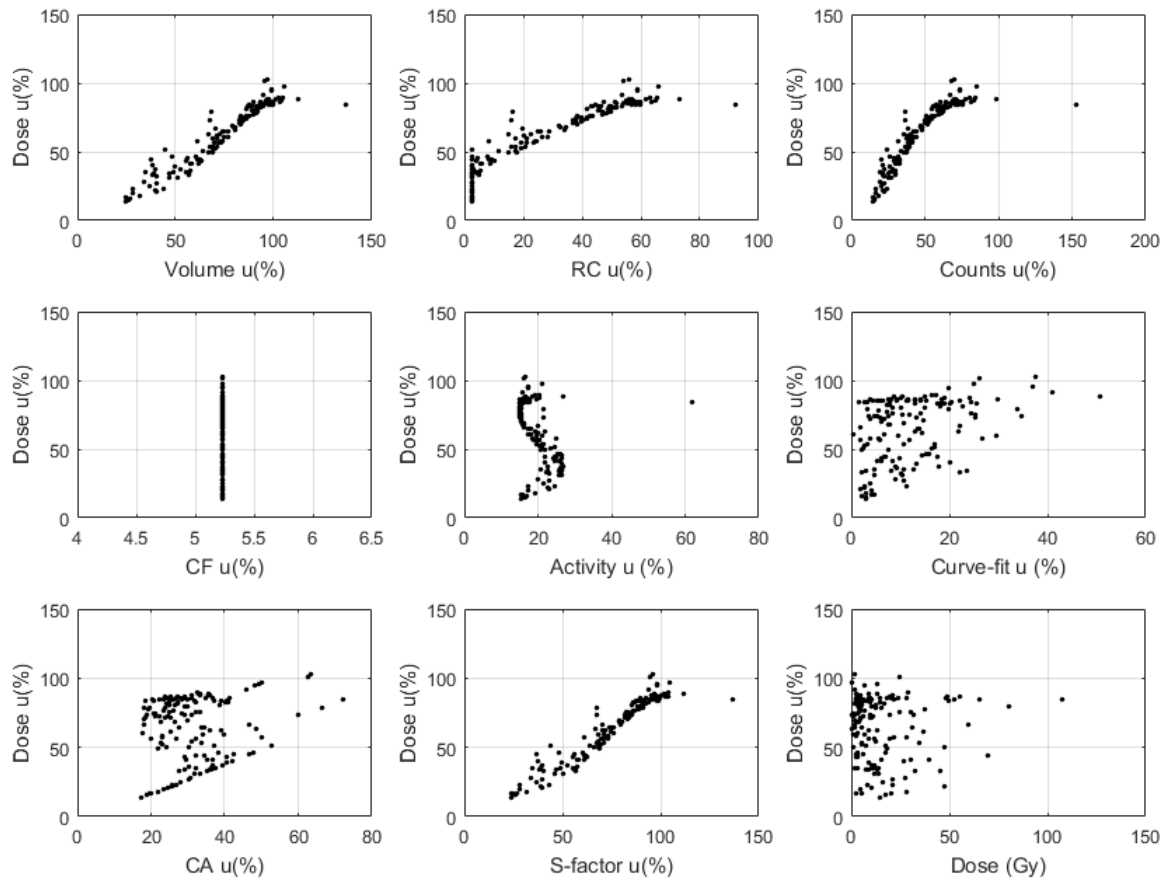 150
100
50
0
Dose u(%)
0 50 100 150
Volume u(%)
150
100
50
0
Dose u(%)
0 20 40 60 80 100
RC u(%)
150
100
50
0
Dose u(%)
0 50 100 150 200
Counts u(%)
150
100
50
0
Dose u(%)
4 4.5 5 5.5 6 6.5
CF u(%)
150
100
50
0
Dose u(%)
0 20 40 60 80
Activity u (%)
150
100
50
0
Dose u(%)
0 20 40 60
Curve-fit u (%)
150
100
50
0
Dose u(%)
0 20 40 60 80
CA u(%)
150
100
50
0
Dose u(%)
0 50 100 150
S-factor u(%)
150
100
50
0
Dose u(%)
0 50 100 150
Dose (Gy)